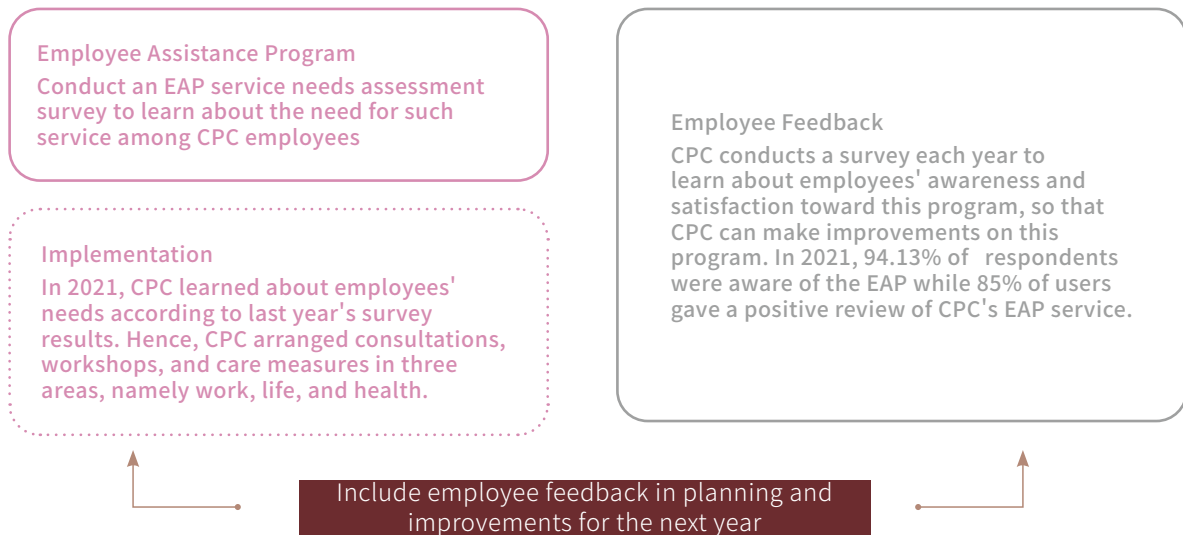 Employee Assistance Program
Conduct an EAP service needs assessment
survey to learn about the need for such
service among CPC employees
Implementation
In 2021, CPC learned about employees'
needs according to last year's survey
results. Hence, CPC arranged consultations,
workshops, and care measures in three
areas, namely work, life, and health.
Employee Feedback
CPC conducts a survey each year to
learn about employees' awareness and
satisfaction toward this program, so that
CPC can make improvements on this
program. In 2021, 94.13% of respondents
were aware of the EAP while 85% of users
gave a positive review of CPC's EAP service.
Include employee feedback in planning and
improvements for the next year